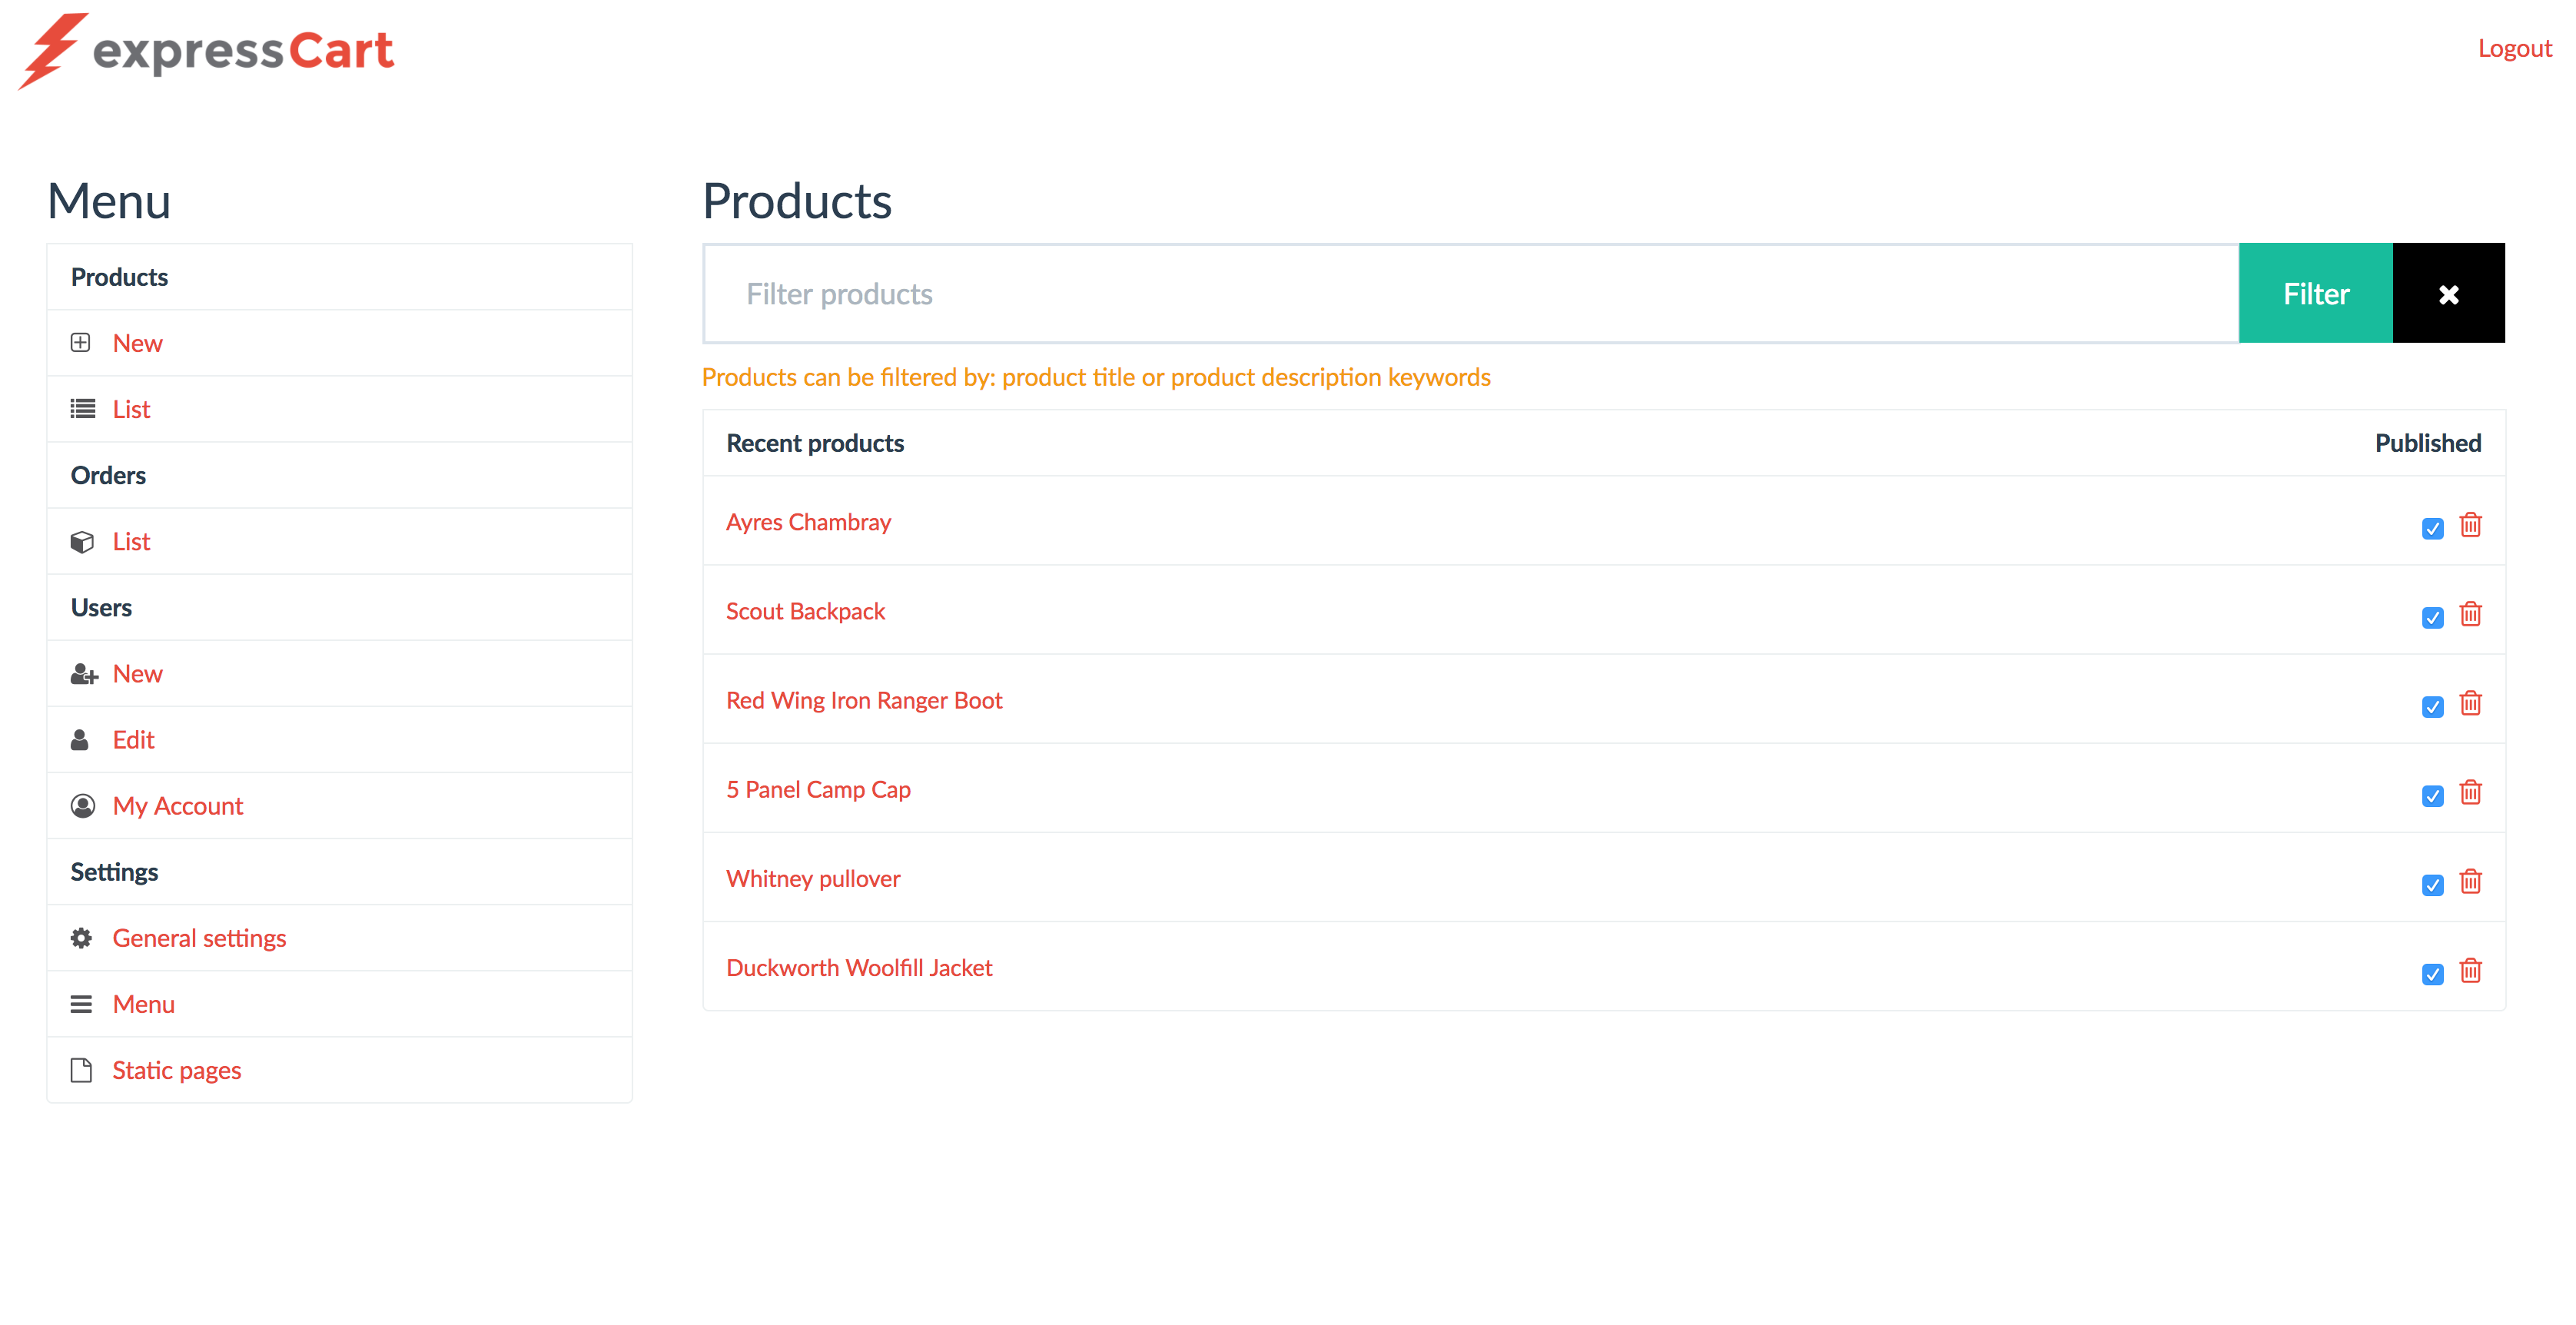 expressCart
Logout
Menu
Products
New
List
Orders
List
Users
New
Edit
My Account
Settings
General settings
Menu
Static pages
Products
Filter products
Filter
Products can be filtered by: product title or product description keywords
Recent products Published
Ayres Chambray
Scout Backpack
Red Wing Iron Ranger Boot
5 Panel Camp Cap
Whitney pullover
Duckworth Woolfill Jacket